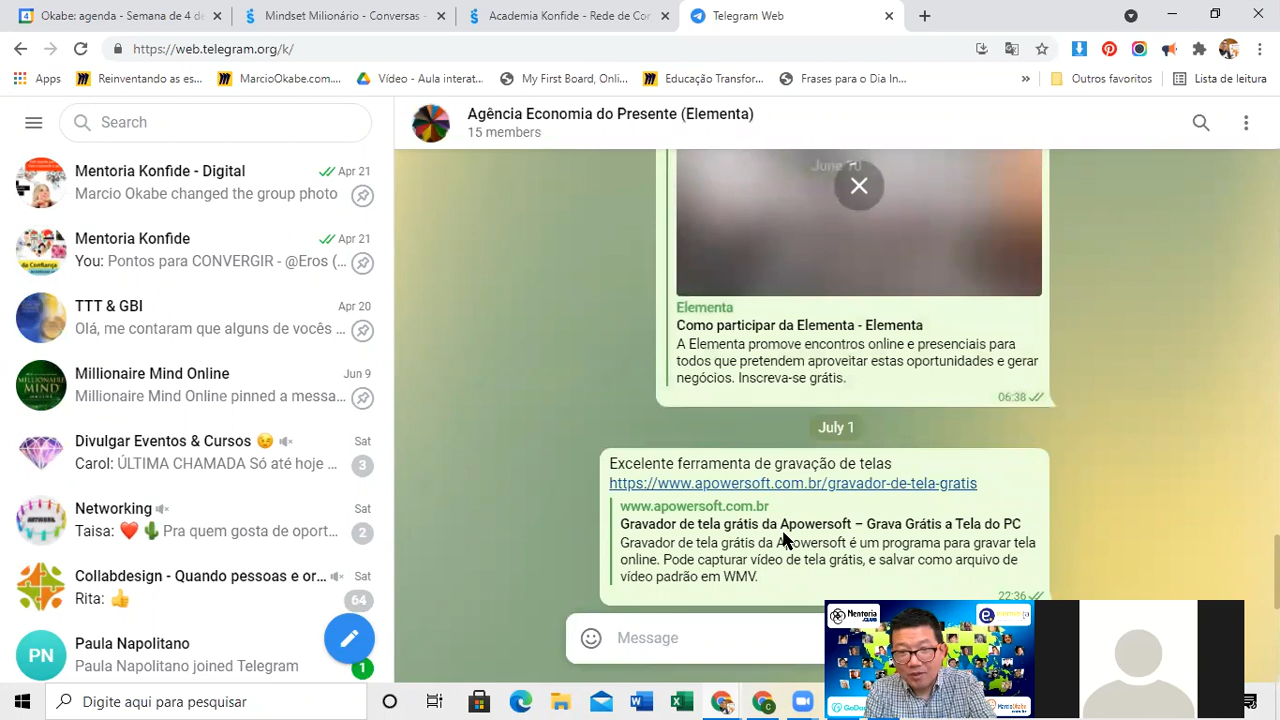 Okabe: agenda - Semana de 4 de
Mindset Milionário - Conversas -
Academia Konfide - Rede de Con
Telegram Web
https://web.telegram.org/k/
Apps
Reinventando as es...
MarcioOkabe.com....
Vídeo - Aula interat...
My First Board, Onli...
Educação Transfor...
Frases para o Dia In...
»
Outros favoritos
Lista de leitura
Search
Agência Economia do Presente (Elementa)
15 members
Mentoria Konfide - Digital
Apr 21
Marcio Okabe changed the group photo
Mentoria Konfide
Apr 21
You: Pontos para CONVERGIR - @Eros (...
TTT & GBI
Apr 20
Olá, me contaram que alguns de vocês ...
Millionaire Mind Online
Jun 9
Millionaire Mind Online pinned a messa...
Divulgar Eventos & Cursos 😉
Sat
Carol: ÚLTIMA CHAMADA Só até hoje ...
3
Networking
Sat
Taisa: ❤️🌵Pra quem gosta de oport...
2
Collabdesign - Quando pessoas e or...
Sat
Rita: 👍
64
PN
Paula Napolitano
Paula Napolitano joined Telegram
1
June 10
Elementa
Como participar da Elementa - Elementa
A Elementa promove encontros online e presenciais para
todos que pretendem aproveitar estas oportunidades e gerar
negócios. Inscreva-se grátis.
06:38
July 1
Excelente ferramenta de gravação de telas
https://www.apowersoft.com.br/gravador-de-tela-gratis
www.apowersoft.com.br
Gravador de tela grátis da Apowersoft – Grava Grátis a Tela do PC
Gravador de tela grátis da Apowersoft é um programa para gravar tela
online. Pode capturar vídeo de tela grátis, e salvar como arquivo de
vídeo padrão em WMV.
22:36
Message
Mentoria.CLUB
Digite aqui para pesquisar